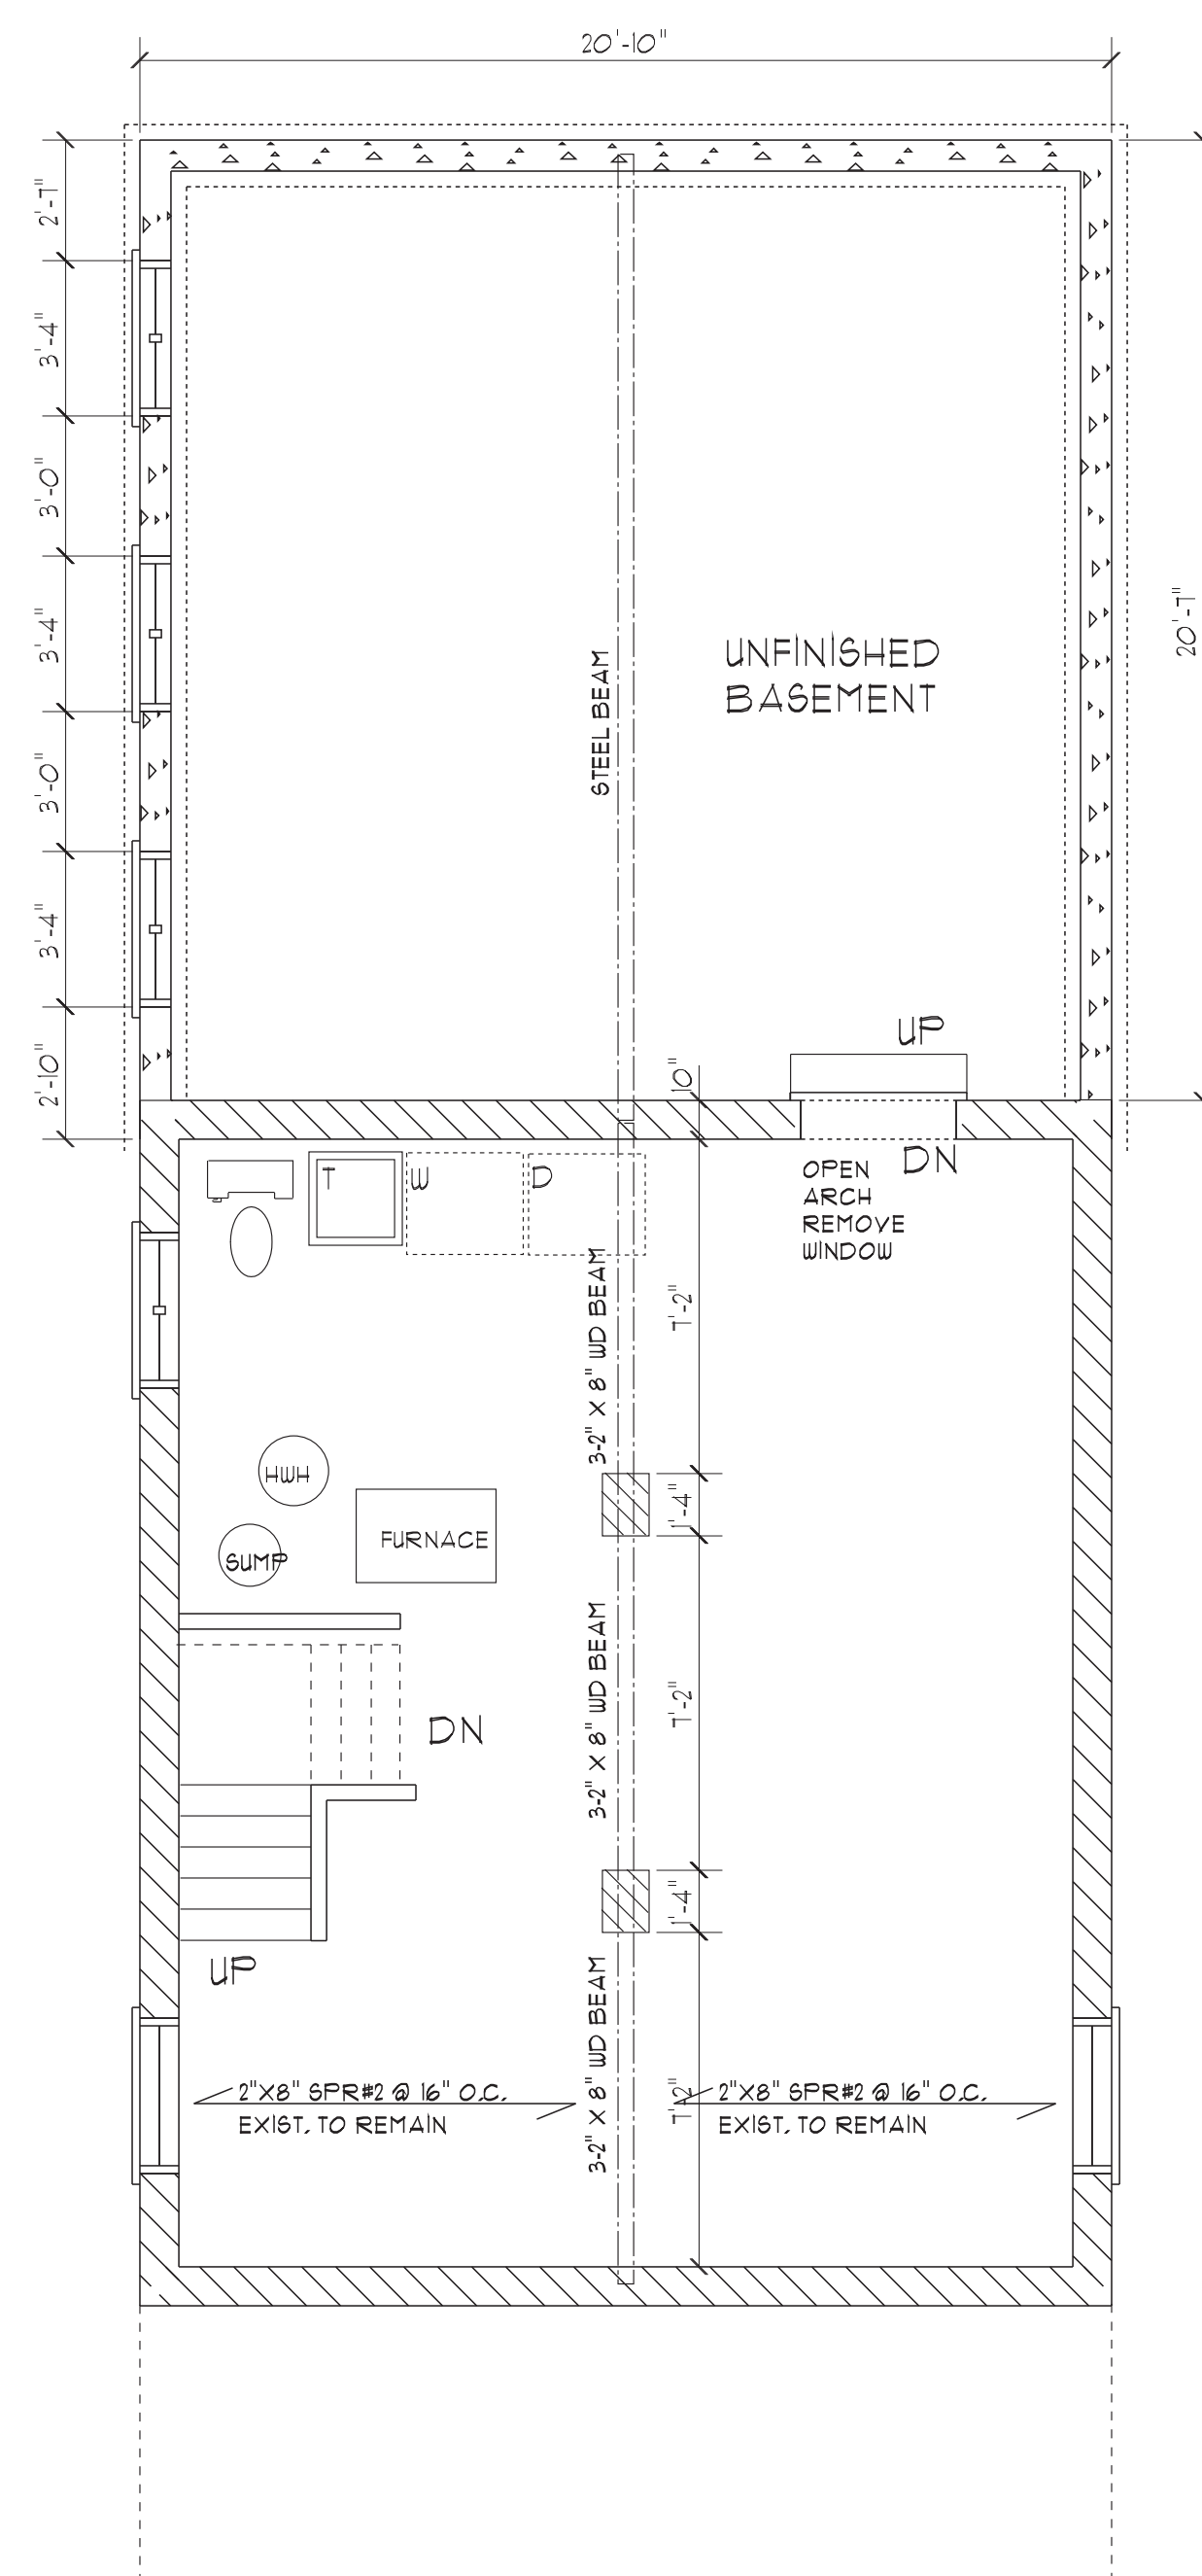 20'-10"
2'-7"
3'-4"
3'-0"
3'-4"
3'-0"
3'-4"
2'-10"
20'-7"
STEEL BEAM
UNFINISHED
BASEMENT
UP
10"
DN
OPEN
ARCH
REMOVE
WINDOW
T
W
D
3-2" X 8" WD BEAM
7'-2"
HWH
SUMP
FURNACE
1'-4"
3-2" X 8" WD BEAM
7'-2"
DN
1'-4"
UP
3-2" X 8" WD BEAM
7'-2"
2"X8" SPR#2 @ 16" O.C.
EXIST. TO REMAIN
2"X8" SPR#2 @ 16" O.C.
EXIST. TO REMAIN